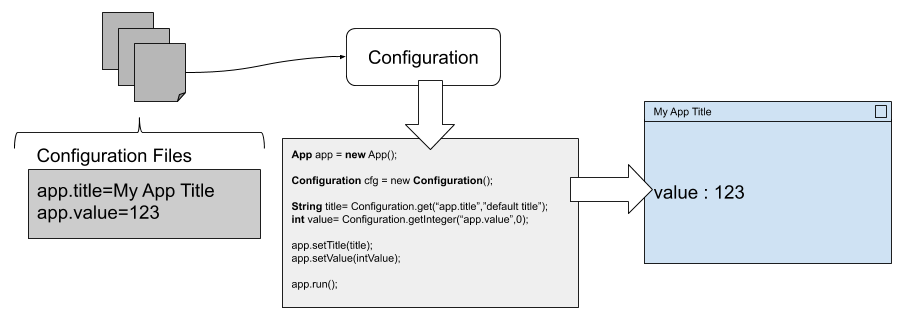 Configuration
Configuration Files
app.title=My App Title
app.value=123
App app = new App();
Configuration cfg = new Configuration();
String title= Configuration.get(“app.title”,”default title”);
int value= Configuration.getInteger(“app.value”,0);
app.setTitle(title);
app.setValue(intValue);
app.run();
My App Title
value : 123